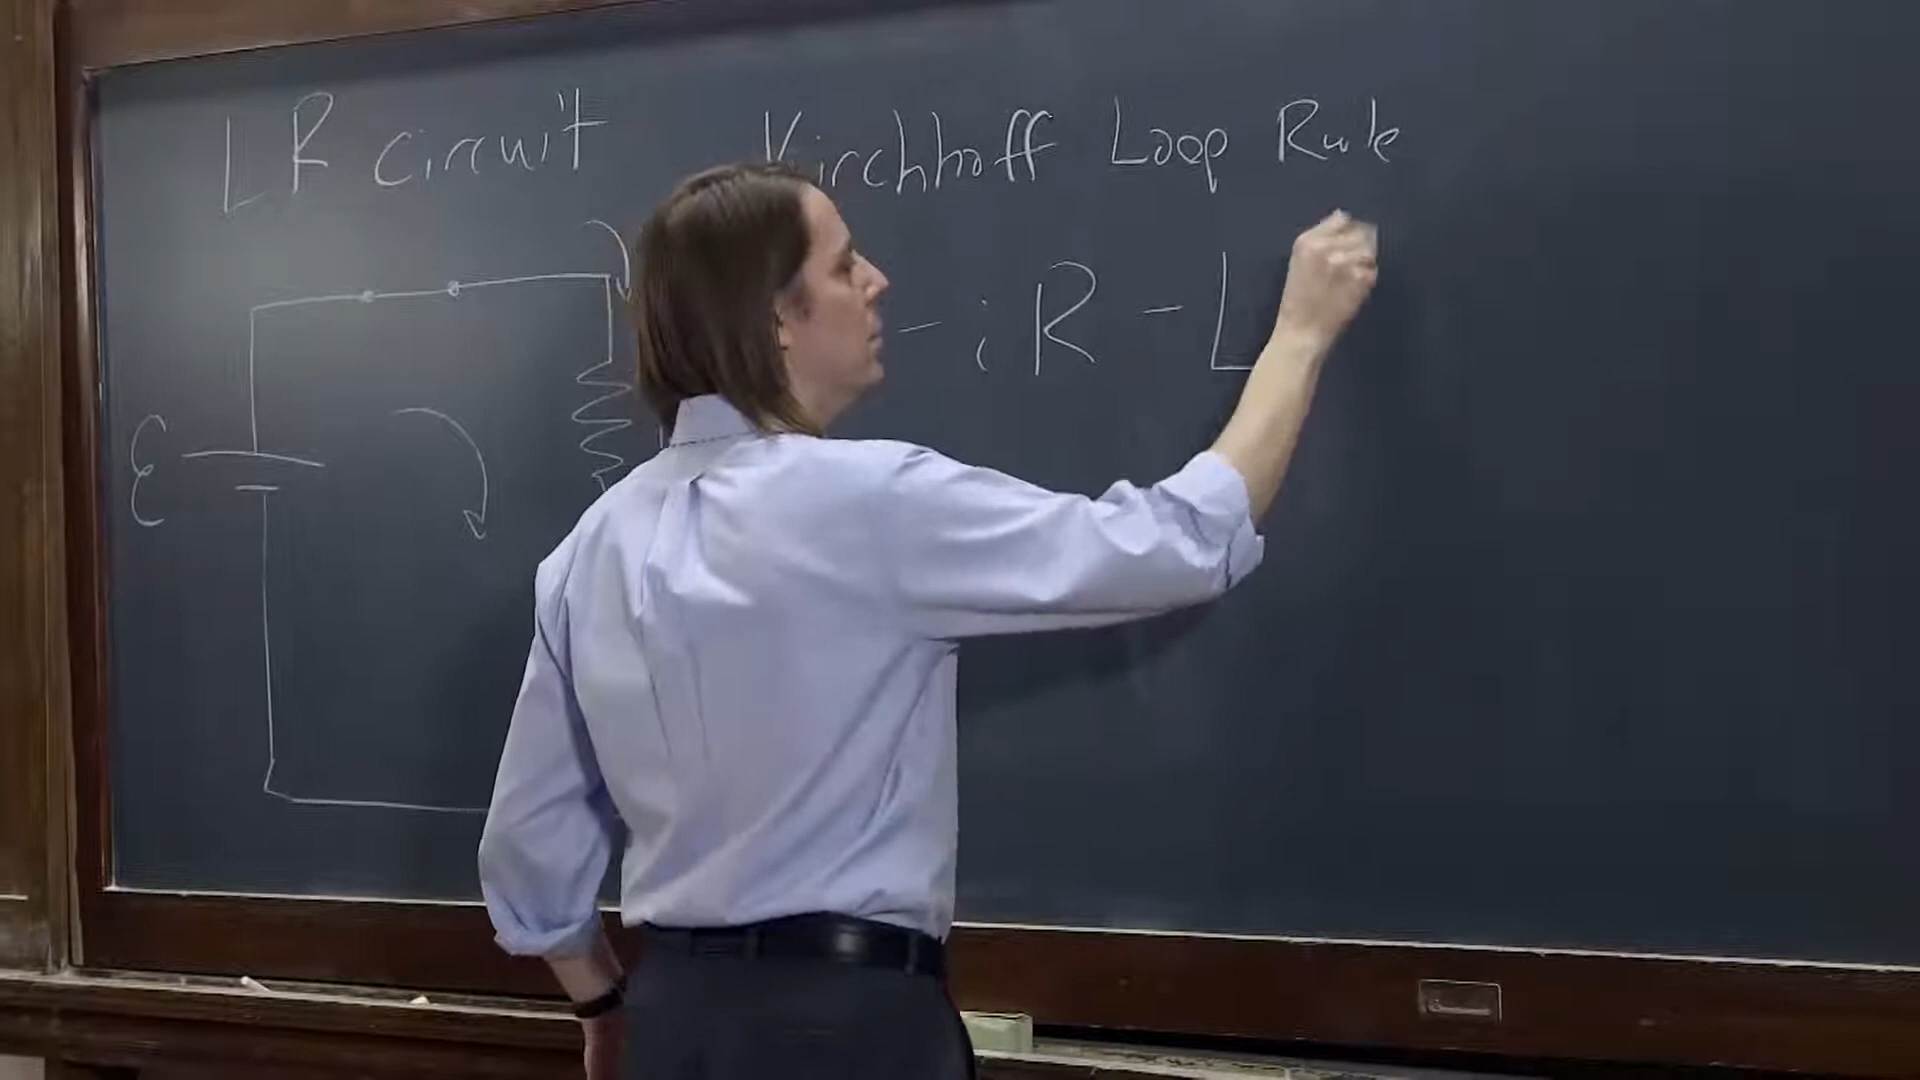 LR circuit
Kirchhoff Loop Rule
ℰ
- iR - L